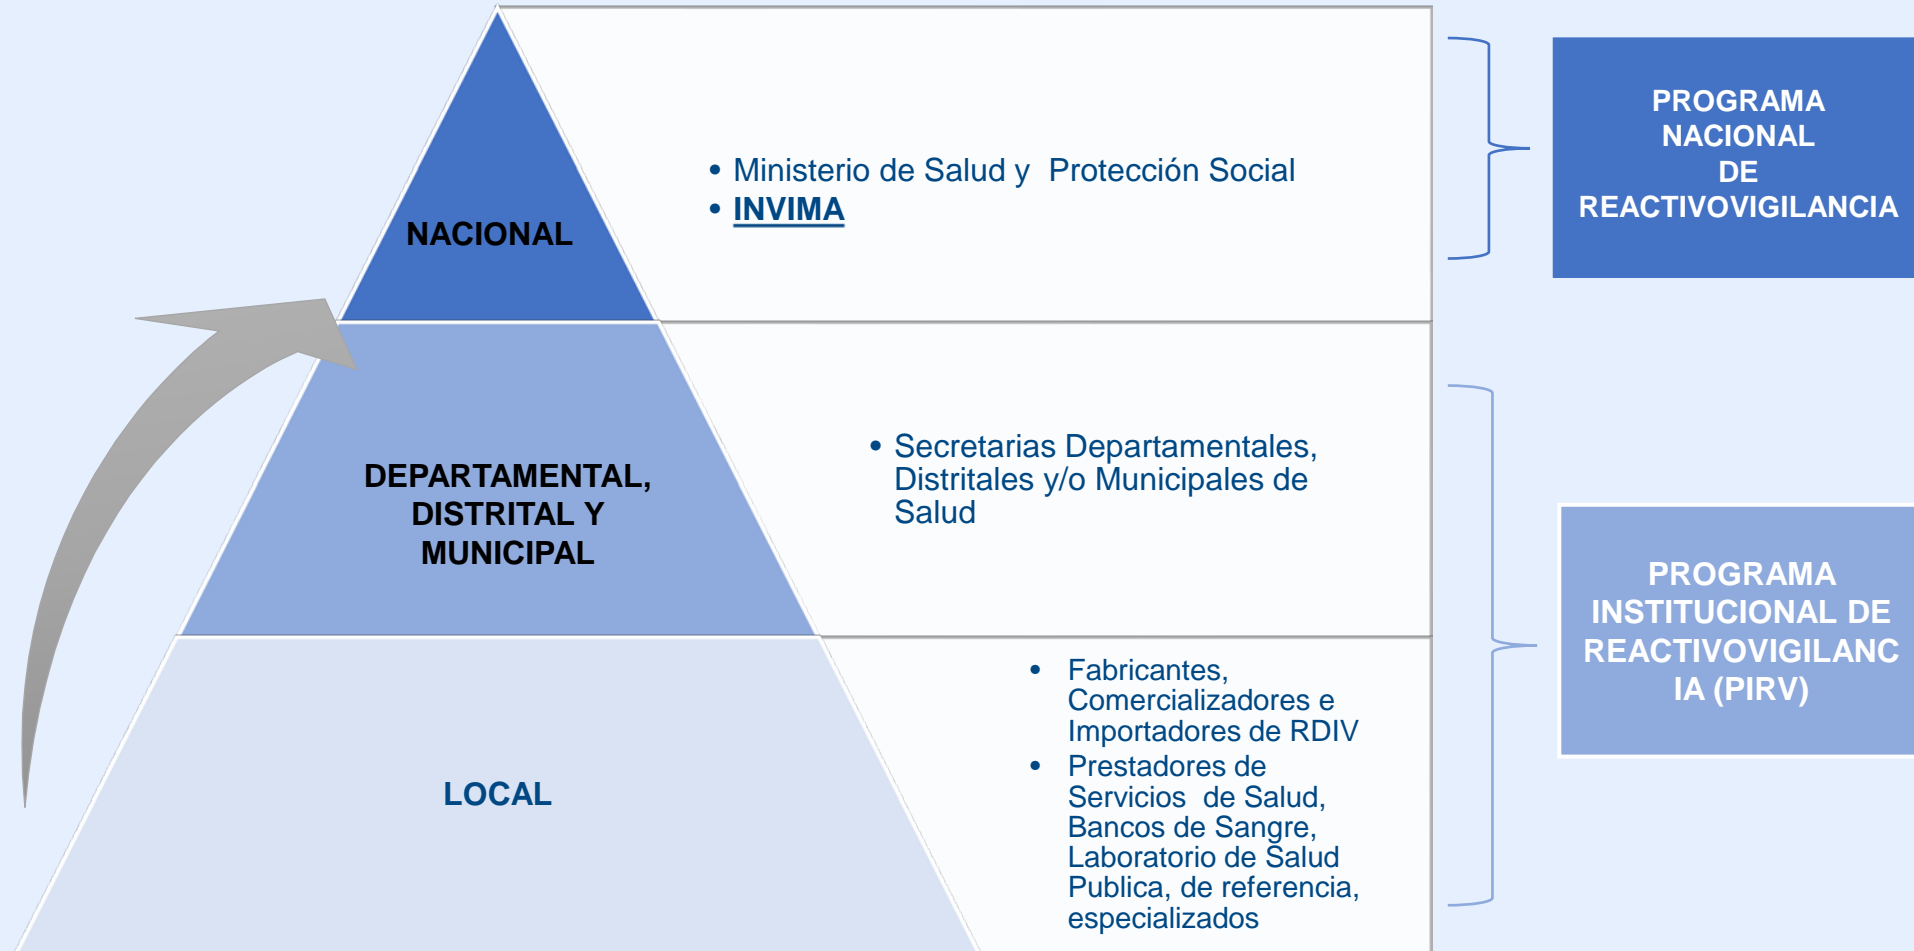 NACIONAL
• Ministerio de Salud y  Protección Social
• INVIMA
PROGRAMA
NACIONAL
DE
REACTIVOVIGILANCIA
DEPARTAMENTAL,
DISTRITAL Y
MUNICIPAL
• Secretarias Departamentales,
Distritales y/o Municipales de
Salud
LOCAL
• Fabricantes,
Comercializadores e
Importadores de RDIV
• Prestadores de
Servicios  de Salud,
Bancos de Sangre,
Laboratorio de Salud
Publica, de referencia,
especializados
PROGRAMA
INSTITUCIONAL DE
REACTIVOVIGILANC
IA (PIRV)